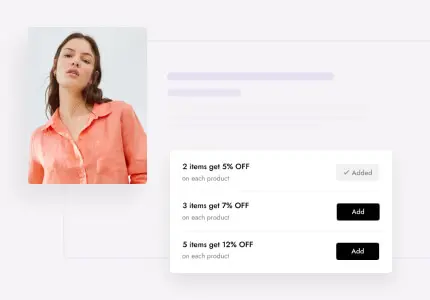 2 items get 5% OFF
on each product
✓ Added
3 items get 7% OFF
on each product
Add
5 items get 12% OFF
on each product
Add